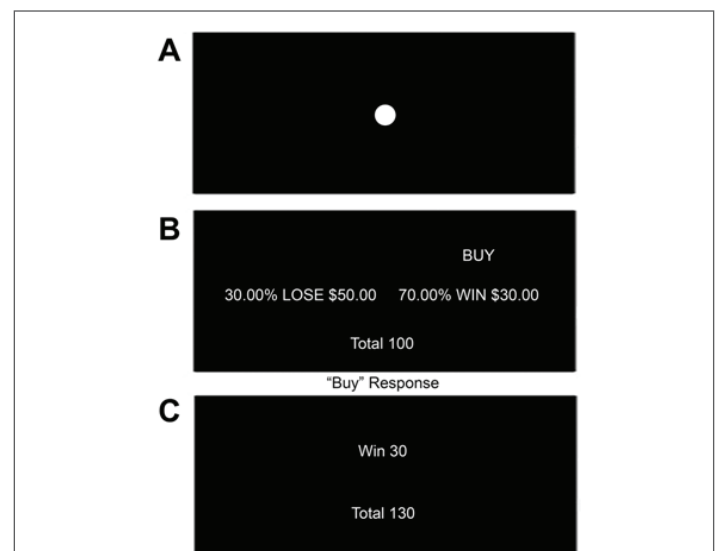 A
B
BUY
30.00% LOSE $50.00 70.00% WIN $30.00
Total 100
“Buy” Response
C
Win 30
Total 130